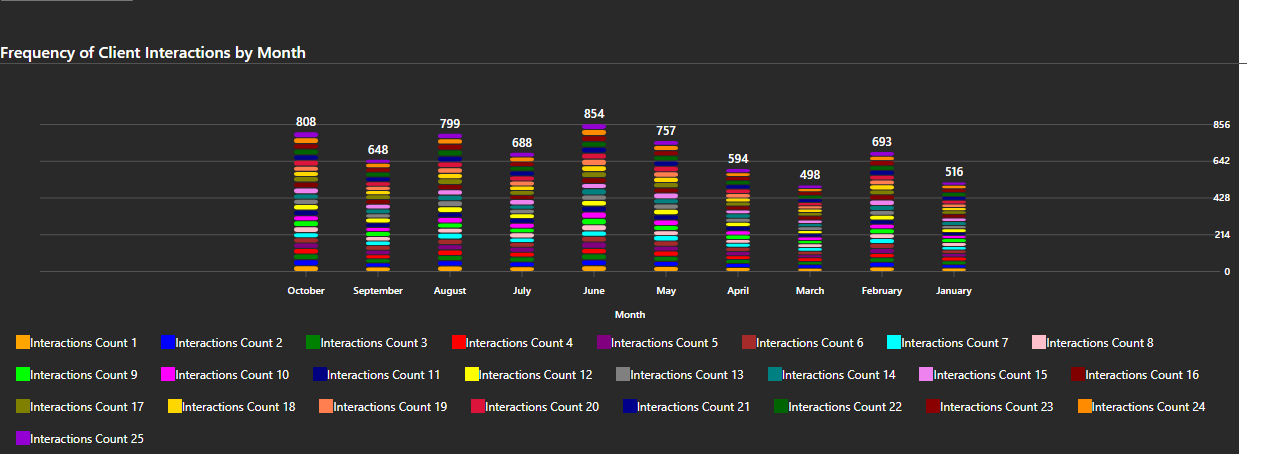 Frequency of Client Interactions by Month
808 648 799 688 854 757 594 498 693 516
856
642
428
214
0
October September August July June May April March February January
Month
Interactions Count 1 Interactions Count 2 Interactions Count 3 Interactions Count 4 Interactions Count 5 Interactions Count 6 Interactions Count 7 Interactions Count 8
Interactions Count 9 Interactions Count 10 Interactions Count 11 Interactions Count 12 Interactions Count 13 Interactions Count 14 Interactions Count 15 Interactions Count 16
Interactions Count 17 Interactions Count 18 Interactions Count 19 Interactions Count 20 Interactions Count 21 Interactions Count 22 Interactions Count 23 Interactions Count 24
Interactions Count 25